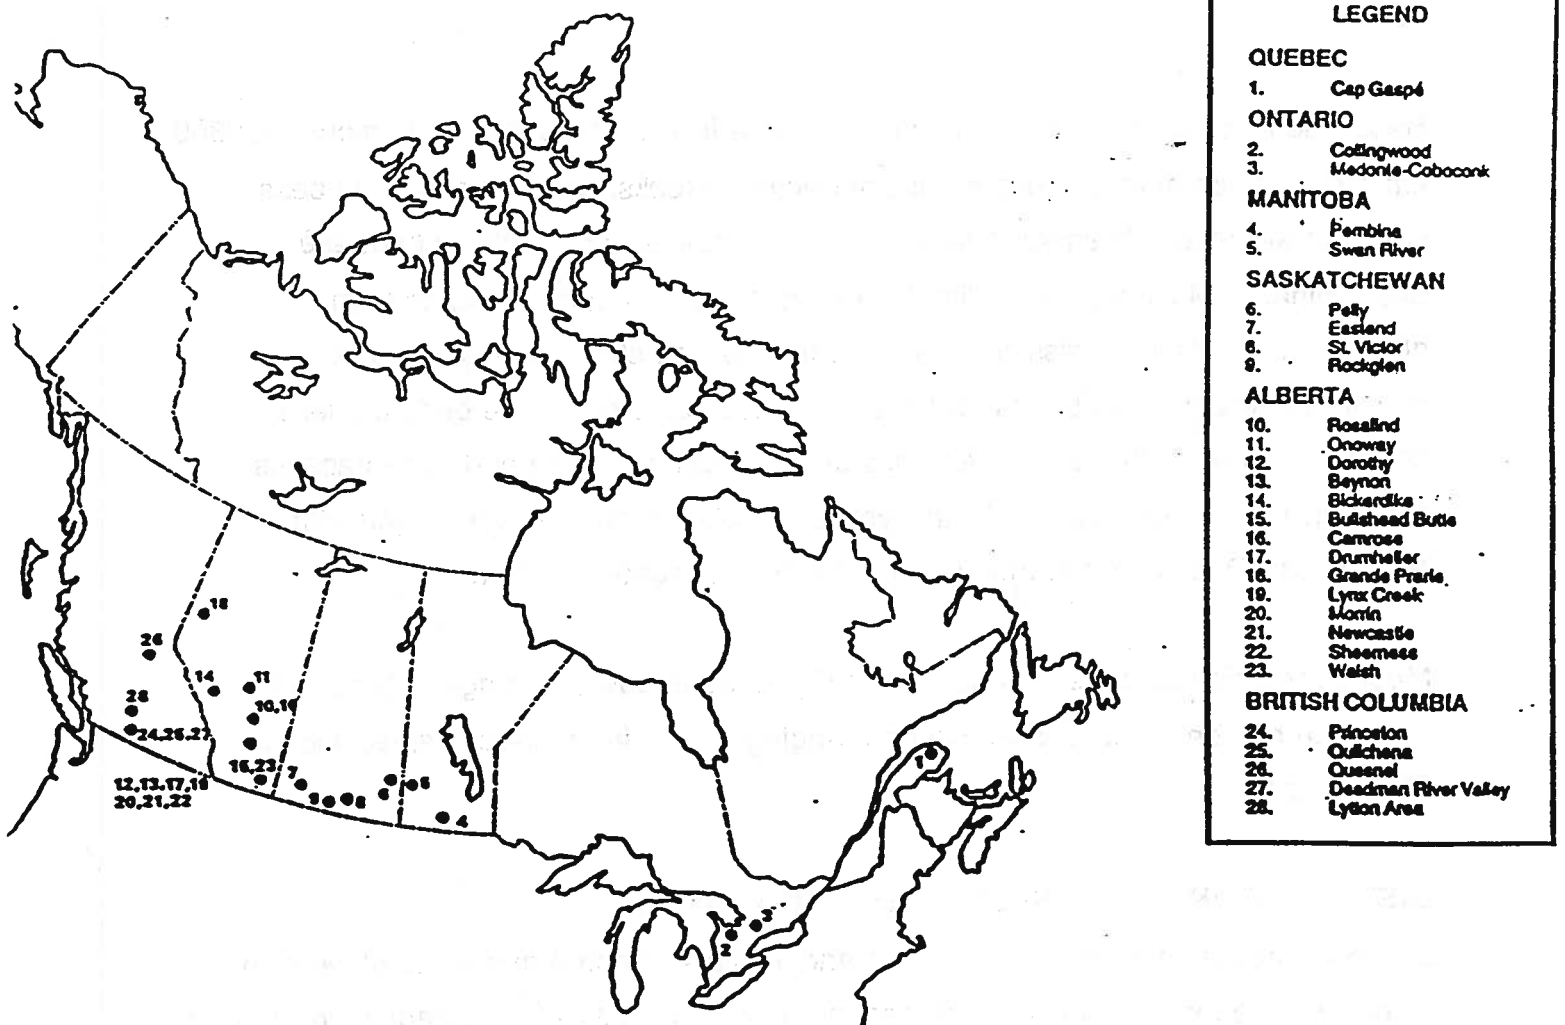 LEGEND
QUEBEC
1. Cap Gaspé
ONTARIO
2. Collingwood
3. Medonte-Coboconk
MANITOBA
4. Pembina
5. Swan River
SASKATCHEWAN
6. Pelly
7. Eastend
8. St. Victor
9. Rockglen
ALBERTA
10. Rosalind
11. Onoway
12. Dorothy
13. Beynon
14. Bickerdike
15. Bullshead Butte
16. Camrose
17. Drumheller
18. Grande Prarie
19. Lynx Creek
20. Morrin
21. Newcastle
22. Sheerness
23. Walsh
BRITISH COLUMBIA
24. Princeton
25. Quilchena
26. Quesnel
27. Deadman River Valley
28. Lytton Area
18
26
14
11
28
10,16
24,25,27
15,23
7
12,13,17,19
20,21,22
9
8
6
5
4
1
3
2